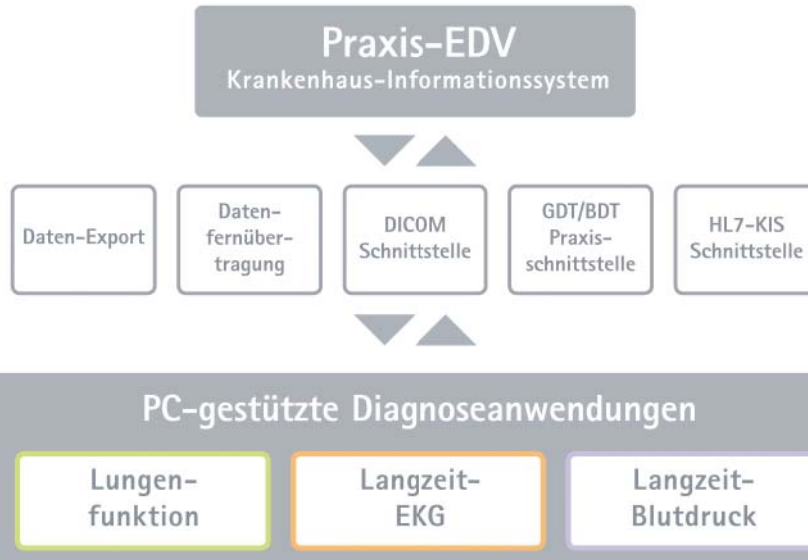 Praxis-EDV
Krankenhaus-Informationssystem
Daten-Export
Daten-
fernüber-
tragung
DICOM
Schnittstelle
GDT/BDT
Praxis-
schnittstelle
HL7-KIS
Schnittstelle
PC-gestützte Diagnoseanwendungen
Lungen-
funktion
Langzeit-
EKG
Langzeit-
Blutdruck